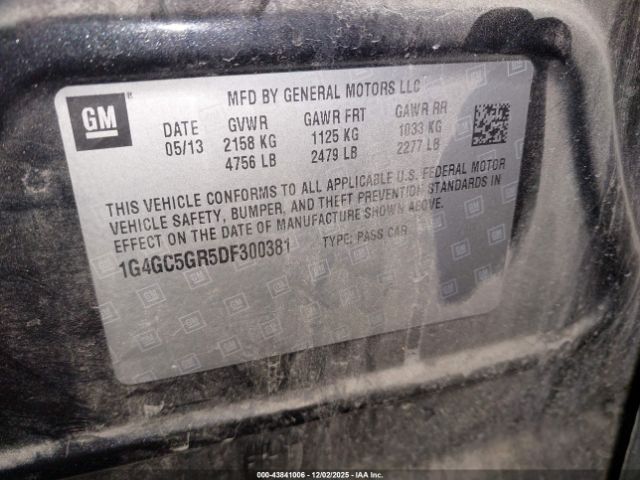 GM
MFD BY GENERAL MOTORS LLC
DATE GVWR GAWR FRT GAWR RR
05/13 2158 KG 1125 KG 1033 KG
4756 LB 2479 LB 2277 LB
THIS VEHICLE CONFORMS TO ALL APPLICABLE U.S. FEDERAL MOTOR
VEHICLE SAFETY, BUMPER, AND THEFT PREVENTION STANDARDS IN
EFFECT ON THE DATE OF MANUFACTURE SHOWN ABOVE.
1G4GC5GR5DF300381 TYPE: PASS CAR
000-43841006 12/02/2025 - IAA Inc.